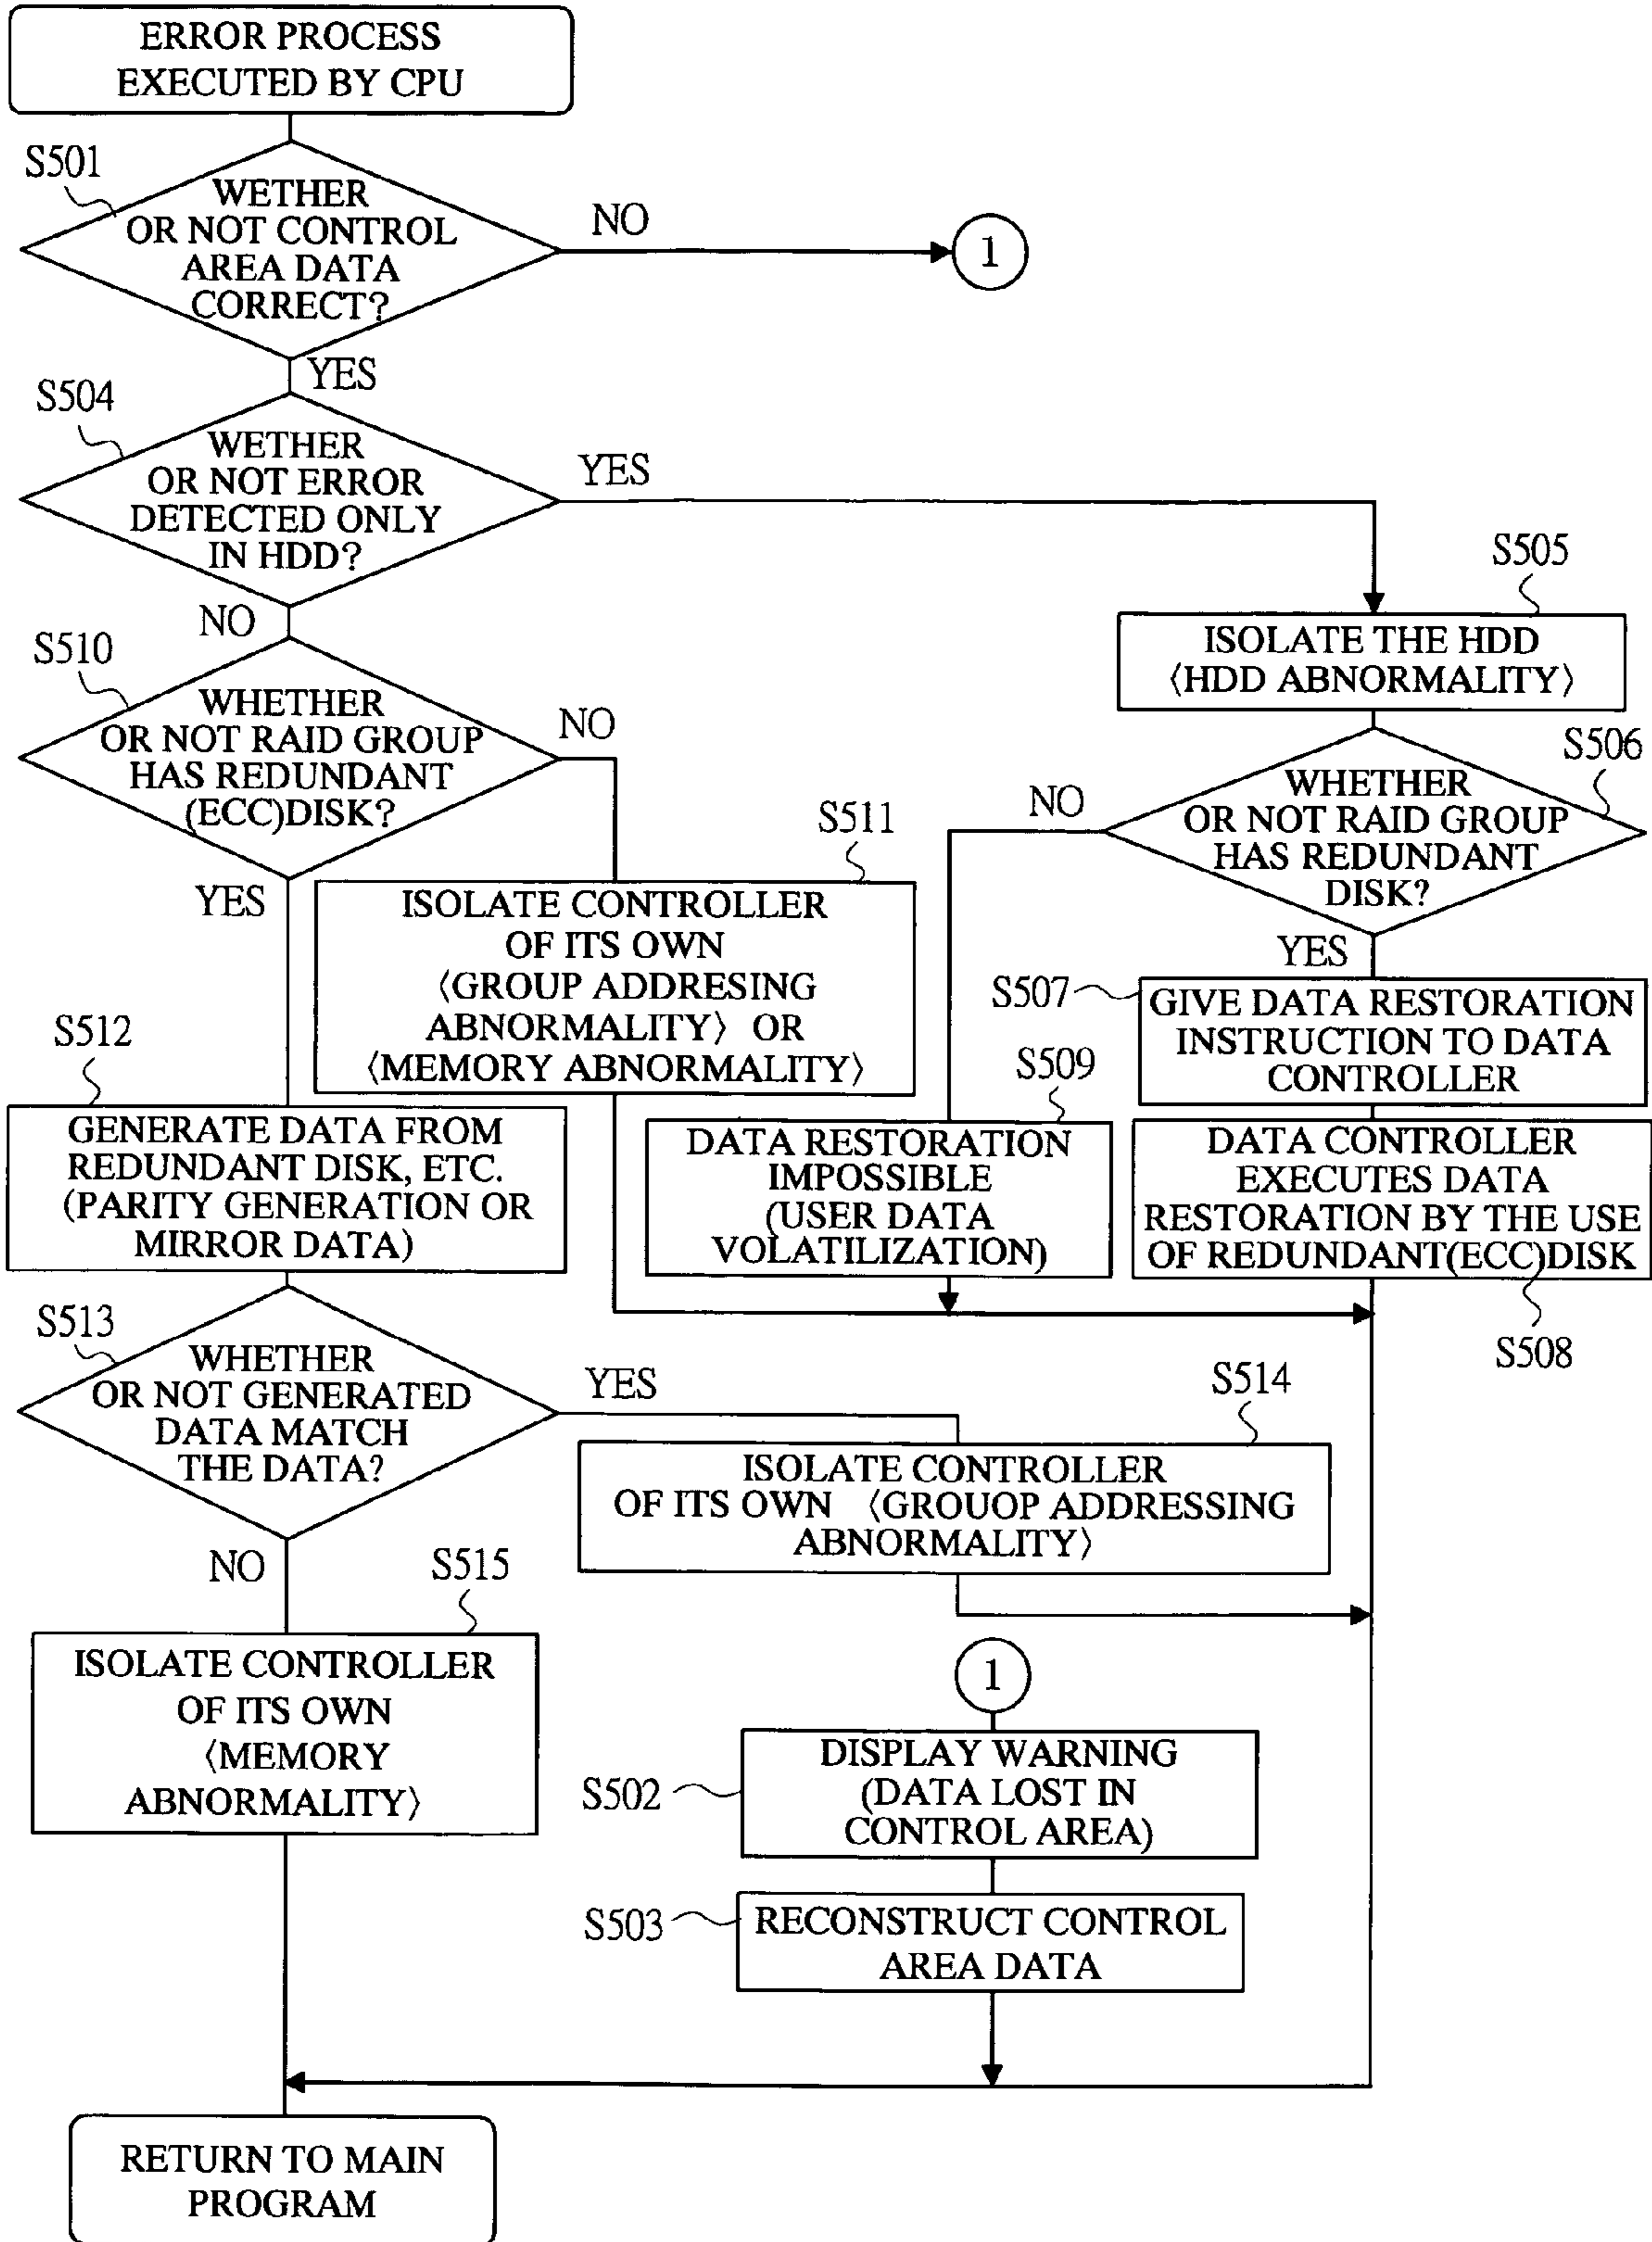 ERROR PROCESS
EXECUTED BY CPU
S501
WETHER
OR NOT CONTROL
AREA DATA
CORRECT?
NO
1
YES
S504
WETHER
OR NOT ERROR
DETECTED ONLY
IN HDD?
YES
NO
S505
ISOLATE THE HDD
〈HDD ABNORMALITY〉
S510
WHETHER
OR NOT RAID GROUP
HAS REDUNDANT
(ECC)DISK?
NO
YES
S506
WHETHER
OR NOT RAID GROUP
HAS REDUNDANT
DISK?
NO
YES
S511
ISOLATE CONTROLLER
OF ITS OWN
〈GROUP ADDRESING
ABNORMALITY〉 OR
〈MEMORY ABNORMALITY〉
S507
GIVE DATA RESTORATION
INSTRUCTION TO DATA
CONTROLLER
S512
GENERATE DATA FROM
REDUNDANT DISK, ETC.
(PARITY GENERATION OR
MIRROR DATA)
S509
DATA RESTORATION
IMPOSSIBLE
(USER DATA
VOLATILIZATION)
DATA CONTROLLER
EXECUTES DATA
RESTORATION BY THE USE
OF REDUNDANT(ECC)DISK
S508
S513
WHETHER
OR NOT GENERATED
DATA MATCH
THE DATA?
YES
NO
S514
ISOLATE CONTROLLER
OF ITS OWN 〈GROUOP ADDRESSING
ABNORMALITY〉
S515
ISOLATE CONTROLLER
OF ITS OWN
〈MEMORY
ABNORMALITY〉
1
S502
DISPLAY WARNING
(DATA LOST IN
CONTROL AREA)
S503
RECONSTRUCT CONTROL
AREA DATA
RETURN TO MAIN
PROGRAM